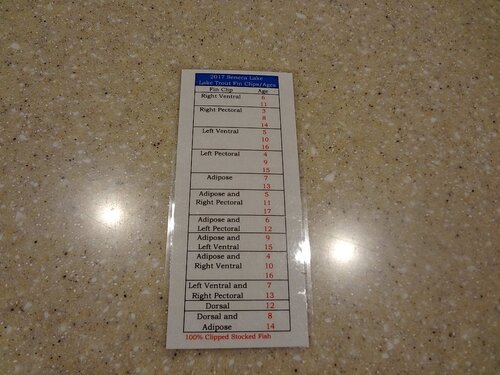 2017 Seneca Lake
Lake Trout Fin Clips/Ages
Fin Clip Age
Right Ventral 6
11
Right Pectoral 3
8
14
Left Ventral 5
10
16
Left Pectoral 4
9
15
Adipose 7
13
Adipose and 5
Right Pectoral 11
17
Adipose and 6
Left Pectoral 12
Adipose and 9
Left Ventral 15
Adipose and 4
Right Ventral 10
16
Left Ventral and 7
Right Pectoral 13
Dorsal 12
Dorsal and 8
Adipose 14
100% Clipped Stocked Fish